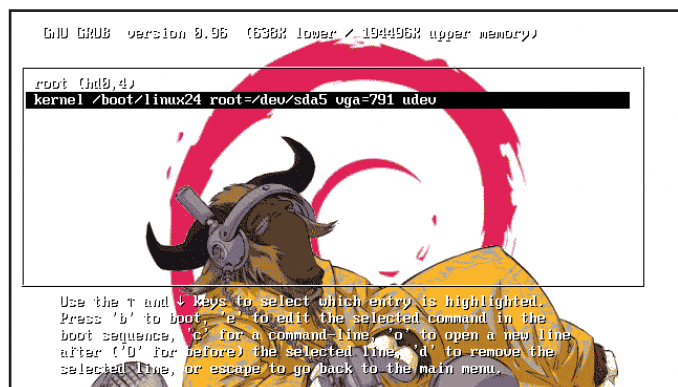 GNU GRUB version 0.96 (638K lower / 194496K upper memory)
root (hd0,4)
kernel /boot/linux24 root=/dev/sda5 vga=791 udev
Use the ↑ and ↓ keys to select which entry is highlighted.
Press 'b' to boot, 'e' to edit the selected command in the
boot sequence, 'c' for a command-line, 'o' to open a new line
after ('O' for before) the selected line, 'd' to remove the
selected line, or escape to go back to the main menu.